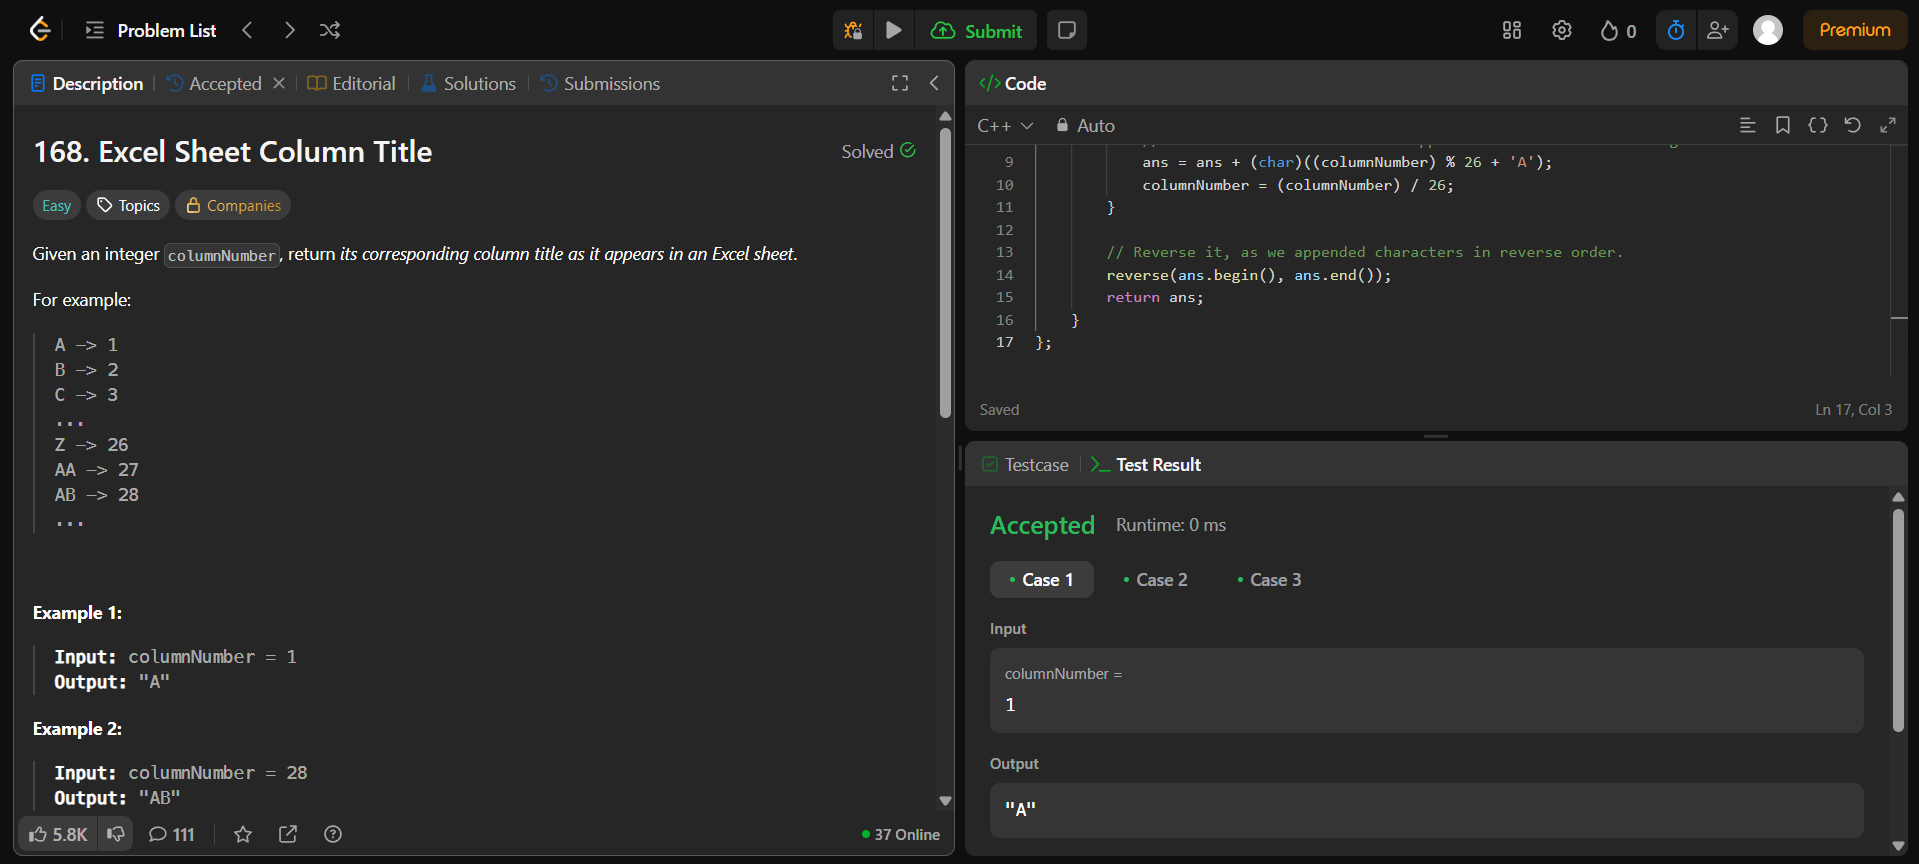 Problem List
Submit
0
Premium
Description
Accepted
Editorial
Solutions
Submissions
168. Excel Sheet Column Title
Solved
Easy
Topics
Companies
Given an integer columnNumber, return its corresponding column title as it appears in an Excel sheet.
For example:
A -> 1
B -> 2
C -> 3
...
Z -> 26
AA -> 27
AB -> 28
...
Example 1:
Input: columnNumber = 1
Output: "A"
Example 2:
Input: columnNumber = 28
Output: "AB"
5.8K
111
37 Online
</> Code
C++
Auto
9 ans = ans + (char)((columnNumber) % 26 + 'A');
10 columnNumber = (columnNumber) / 26;
11 }
12
13 // Reverse it, as we appended characters in reverse order.
14 reverse(ans.begin(), ans.end());
15 return ans;
16 }
17 };
Saved
Ln 17, Col 3
Testcase
Test Result
Accepted
Runtime: 0 ms
Case 1
Case 2
Case 3
Input
columnNumber =
1
Output
"A"